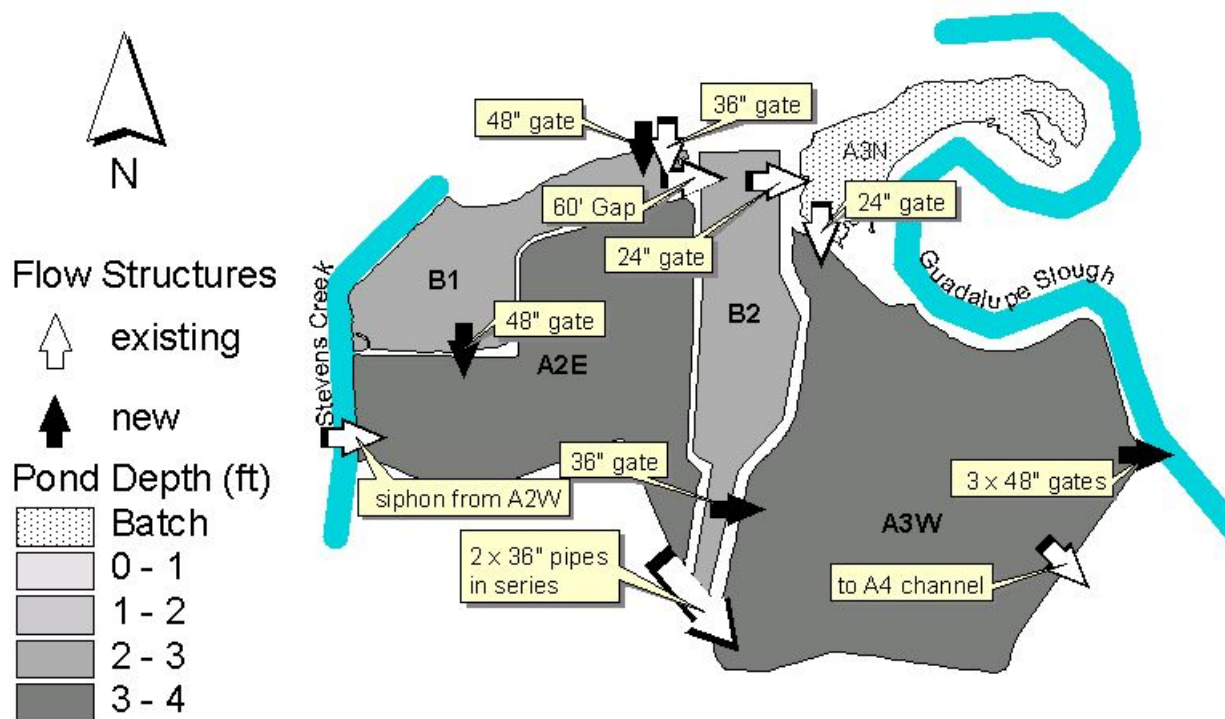 N
Flow Structures
existing
new
Pond Depth (ft)
Batch
0 - 1
1 - 2
2 - 3
3 - 4
48" gate
36" gate
A3N
60' Gap
24" gate
24" gate
Stevens Creek
B1
48" gate
A2E
B2
Guadalupe Slough
siphon from A2W
36" gate
3 x 48" gates
A3W
2 x 36" pipes
in series
to A4 channel